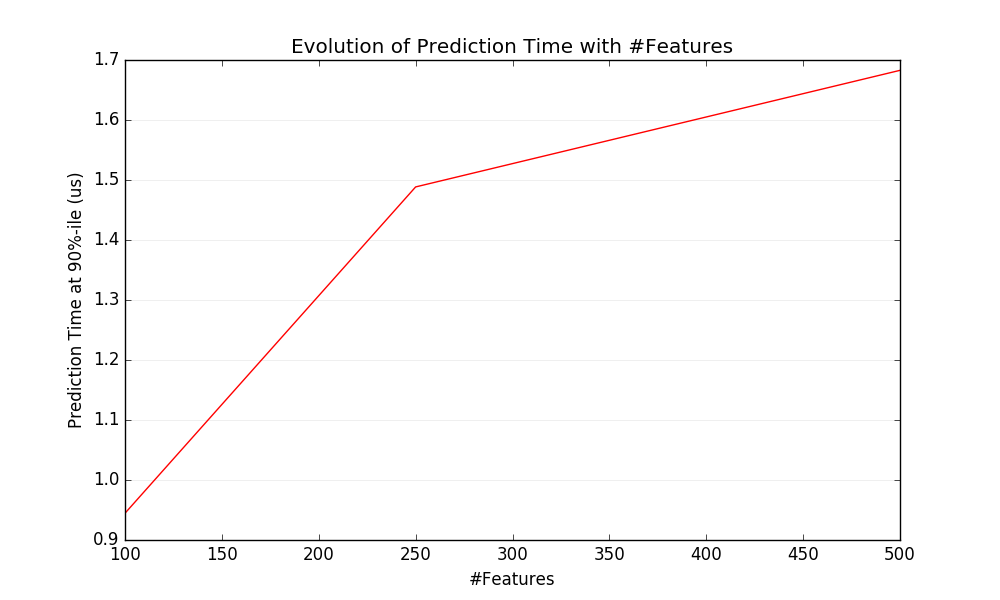 Evolution of Prediction Time with #Features
1.7
1.6
1.5
1.4
1.3
1.2
1.1
1.0
0.9
Prediction Time at 90%-ile (us)
100 150 200 250 300 350 400 450 500
#Features